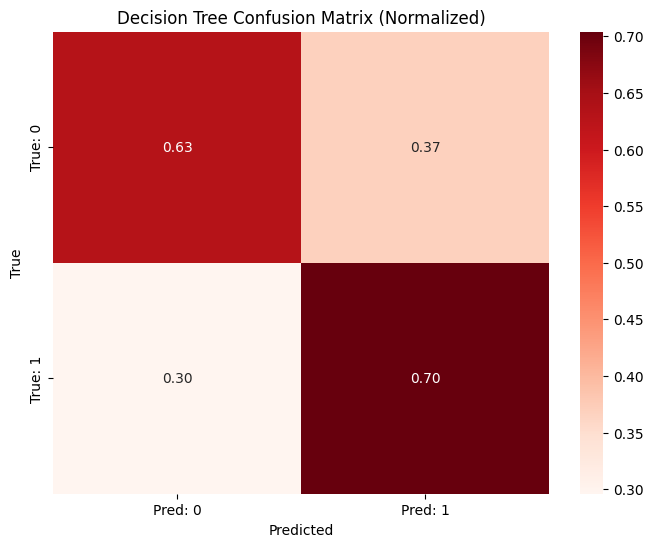 Decision Tree Confusion Matrix (Normalized)
True
True: 0
True: 1
0.63 0.37
0.30 0.70
Pred: 0 Pred: 1
Predicted
0.70
0.65
0.60
0.55
0.50
0.45
0.40
0.35
0.30